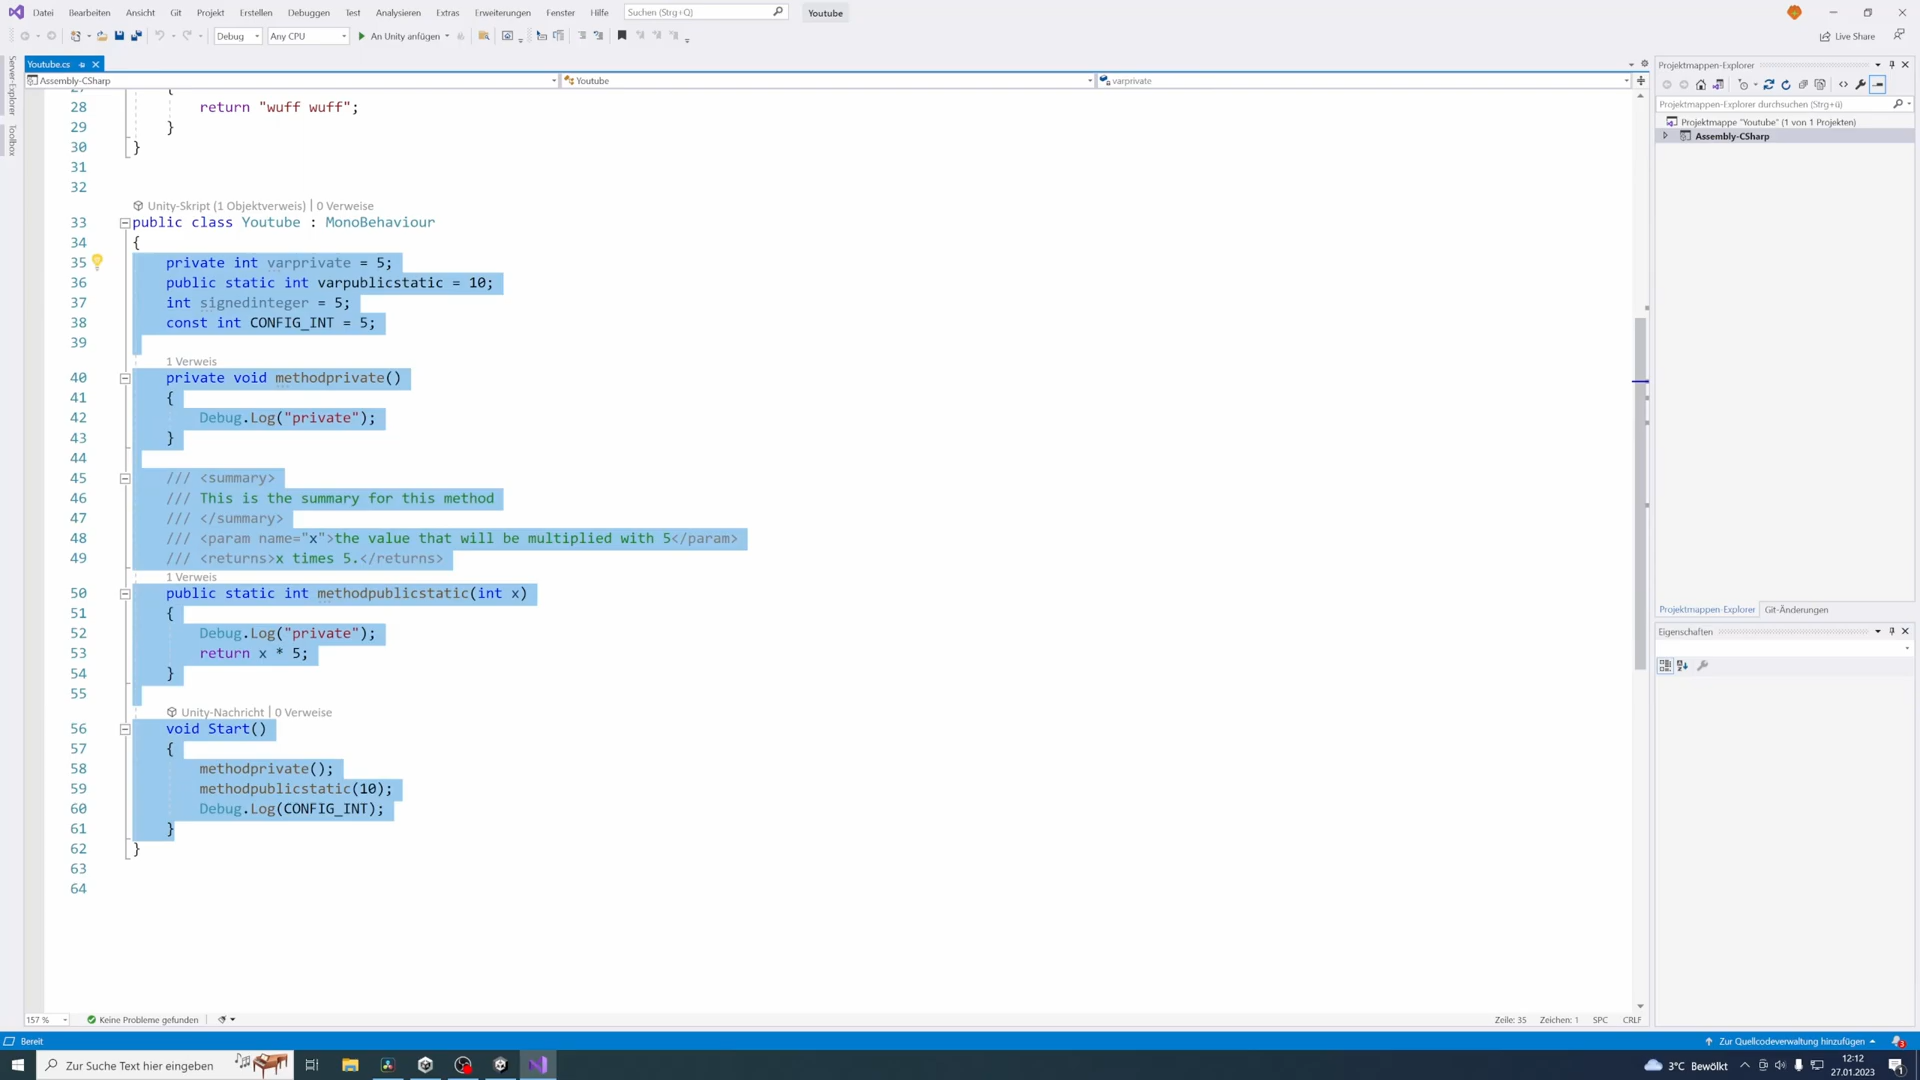 Datei Bearbeiten Ansicht Git Projekt Erstellen Debuggen Test Analysieren Extras Erweiterungen Fenster Hilfe Suchen (Strg+Q) Youtube
Debug Any CPU An Unity anfügen Live Share
Server-Explorer
Toolbox
Youtube.cs
Assembly-CSharp Youtube varprivate
27 {
28 return "wuff wuff";
29 }
30 }
31
32
Unity-Skript (1 Objektverweis) | 0 Verweise
33 public class Youtube : MonoBehaviour
34 {
35 private int varprivate = 5;
36 public static int varpublicstatic = 10;
37 int signedinteger = 5;
38 const int CONFIG_INT = 5;
39
1 Verweis
40 private void methodprivate()
41 {
42 Debug.Log("private");
43 }
44
45 /// <summary>
46 /// This is the summary for this method
47 /// </summary>
48 /// <param name="x">the value that will be multiplied with 5</param>
49 /// <returns>x times 5.</returns>
1 Verweis
50 public static int methodpublicstatic(int x)
51 {
52 Debug.Log("private");
53 return x * 5;
54 }
55
Unity-Nachricht | 0 Verweise
56 void Start()
57 {
58 methodprivate();
59 methodpublicstatic(10);
60 Debug.Log(CONFIG_INT);
61 }
62 }
63
64
157 % Keine Probleme gefunden Zeile: 35 Zeichen: 1 SPC CRLF
Projektmappen-Explorer
Projektmappen-Explorer durchsuchen (Strg+ü)
Projektmappe "Youtube" (1 von 1 Projekten)
Assembly-CSharp
Projektmappen-Explorer Git-Änderungen
Eigenschaften
Bereit Zur Quellcodeverwaltung hinzufügen 3
Zur Suche Text hier eingeben 3°C Bewölkt 12:12
27.01.2023 1